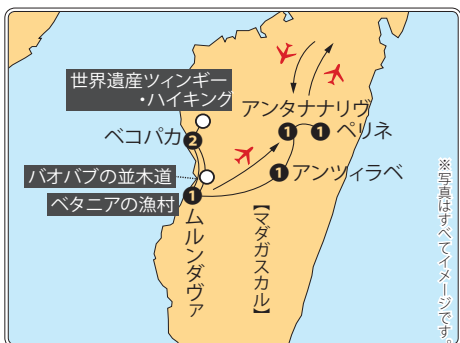 世界遺産ツィンギー
・ハイキング
アンタナナリヴ
ベコパカ
2
1
1
ペリネ
バオバブの並木道
1
アンツィラベ
ベタニアの漁村
1
ムルンダヴァ
【マダガスカル】
※写真はすべてイメージです。